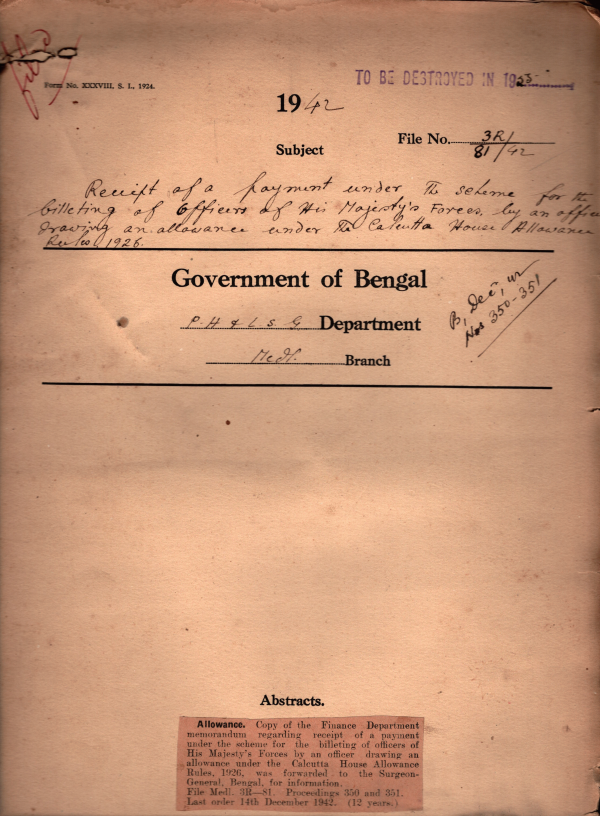 filed
Form No. XXXVIII, S. I., 1924.
TO BE DESTROYED IN 1955
1942
File No. 3R/
81/42
Subject
Receipt of a payment under the scheme for the
billeting of Officers of His Majesty's Forces, by an officer
drawing an allowance under the Calcutta House Allowance
Rules 1926.
Government of Bengal
P H & L S G Department
Medl. Branch
B, Dec, 42
Nos 350-351
Abstracts.
Allowance. Copy of the Finance Department
memorandum regarding receipt of a payment
under the scheme for the billeting of officers of
His Majesty's Forces by an officer drawing an
allowance under the Calcutta House Allowance
Rules, 1926, was forwarded to the Surgeon-
General, Bengal, for information.
File Medl. 3R—81. Proceedings 350 and 351.
Last order 14th December 1942. (12 years.)